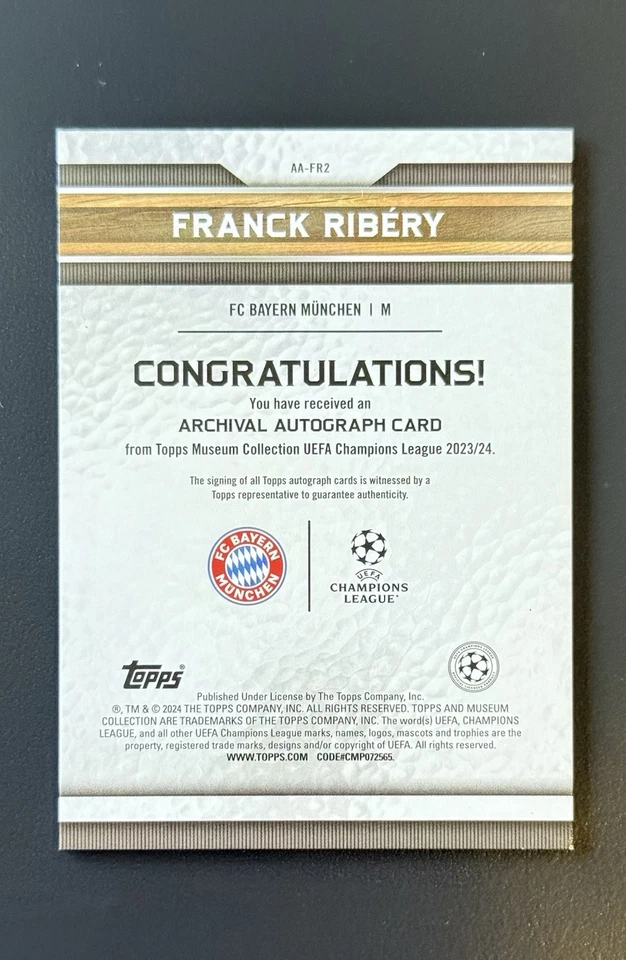 AA-FR2
FRANCK RIBÉRY
FC BAYERN MÜNCHEN | M
CONGRATULATIONS!
You have received an
ARCHIVAL AUTOGRAPH CARD
from Topps Museum Collection UEFA Champions League 2023/24.
The signing of all Topps autograph cards is witnessed by a
Topps representative to guarantee authenticity.
FC BAYERN
MÜNCHEN
UEFA
CHAMPIONS
LEAGUE
Topps®
Published Under License by The Topps Company, Inc.
®, TM & © 2024 THE TOPPS COMPANY, INC. ALL RIGHTS RESERVED. TOPPS AND MUSEUM
COLLECTION ARE TRADEMARKS OF THE TOPPS COMPANY, INC. The word(s) UEFA, CHAMPIONS
LEAGUE, and all other UEFA Champions League marks, names, logos, mascots and trophies are the
property, registered trade marks, designs and/or copyright of UEFA. All rights reserved.
WWW.TOPPS.COM CODE#CMP072565.